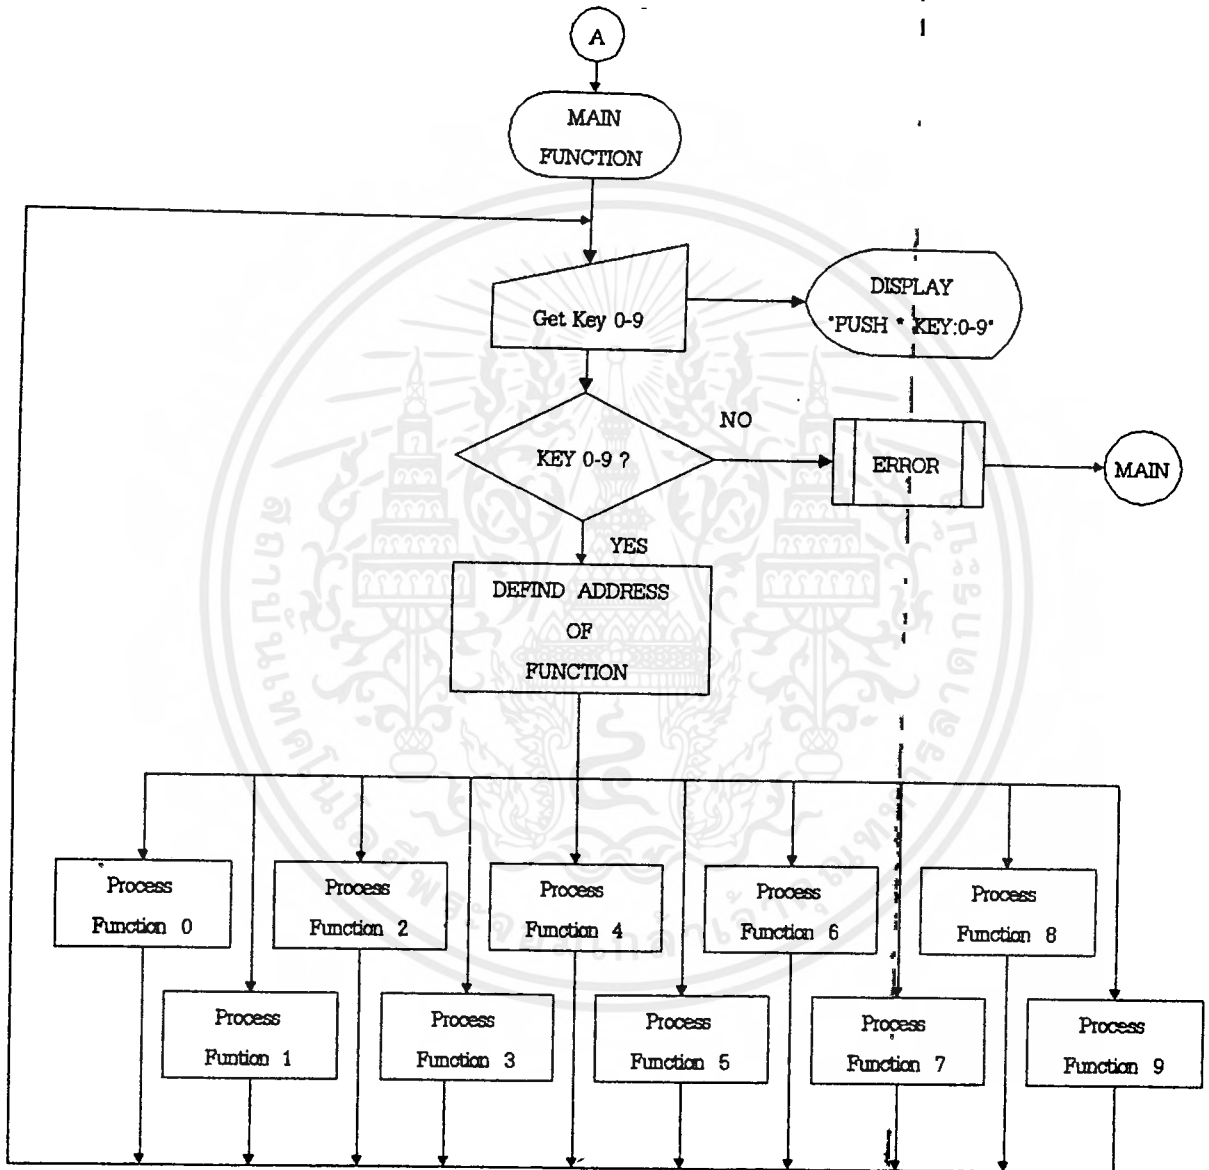 A
MAIN
FUNCTION
Get Key 0-9
DISPLAY
"PUSH * KEY:0-9"
KEY 0-9 ?
NO
ERROR
MAIN
YES
DEFIND ADDRESS
OF
FUNCTION
Process
Function 0
Process
Function 2
Process
Function 4
Process
Function 6
Process
Function 8
Process
Funtion 1
Process
Function 3
Process
Function 5
Process
Function 7
Process
Function 9